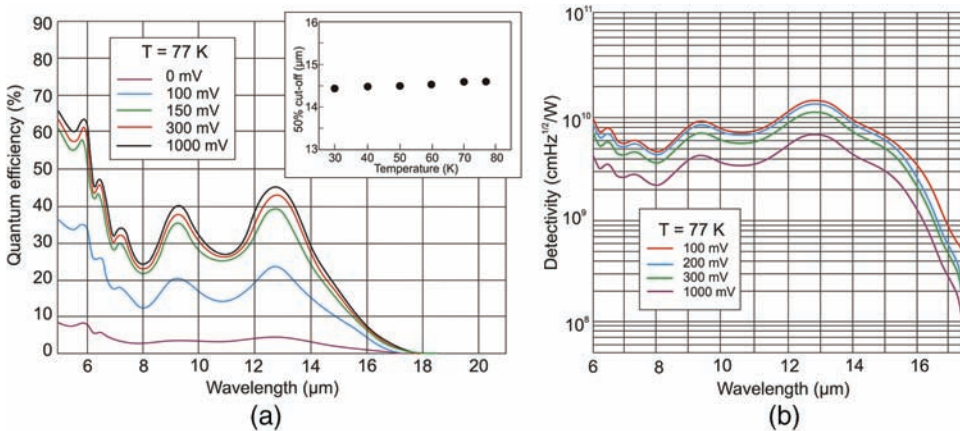 90
80
70
60
50
40
30
20
10
0
Quantum efficiency (%)
T = 77 K
0 mV
100 mV
150 mV
300 mV
1000 mV
6 8 10 12 14 16 18 20
Wavelength (μm)
(a)
16
15
14
13
50% cut-off (μm)
30 40 50 60 70 80
Temperature (K)
(b)
10¹¹
10¹⁰
10⁹
10⁸
Detectivity (cmHz¹ᐟ²/W)
T = 77 K
100 mV
200 mV
300 mV
1000 mV
6 8 10 12 14 16
Wavelength (μm)